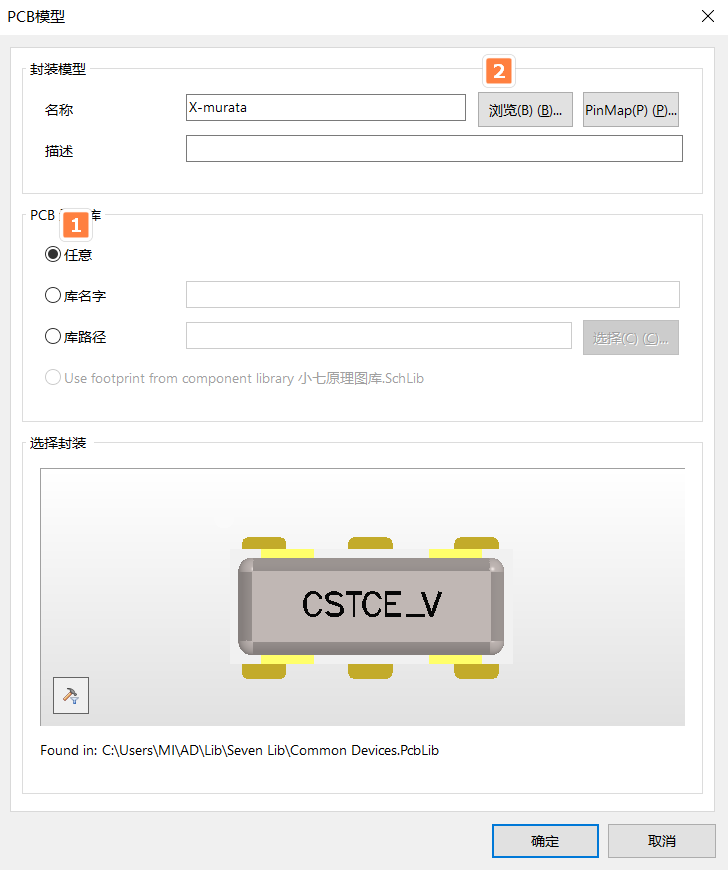 PCB模型
封装模型
2
名称
X-murata
浏览(B) (B)...
PinMap(P) (P)...
描述
PCB 库
1
任意
库名字
库路径
选择(C) (C)...
Use footprint from component library 小七原理图库.SchLib
选择封装
CSTCE_V
Found in: C:\Users\MI\AD\Lib\Seven Lib\Common Devices.PcbLib
确定
取消